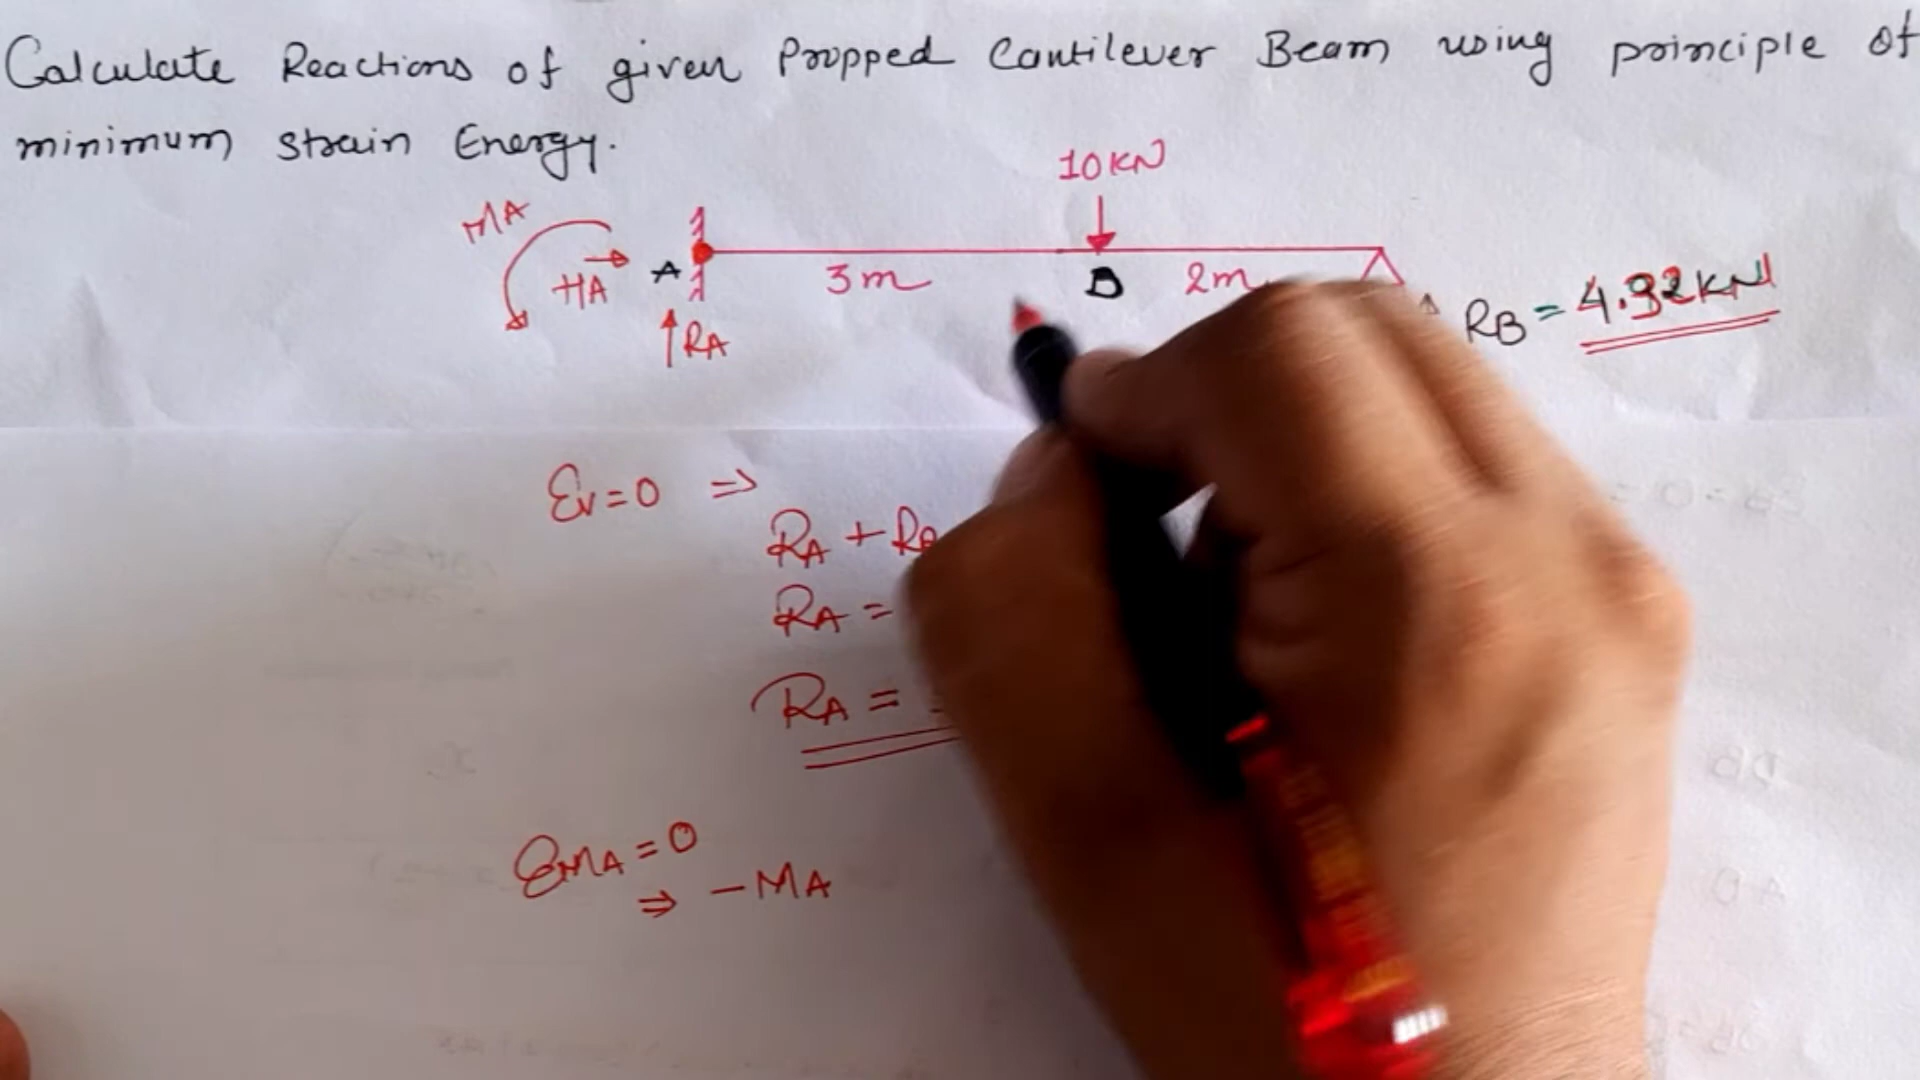 Calculate Reactions of given Propped Cantilever Beam using principle of
minimum strain Energy.
10KN
MA
HA
A
3m
D
2m
RA
RB = 4.32KN
Σv=0 ⇒
RA +
RA =
RA =
ΣMA=0
⇒ -MA